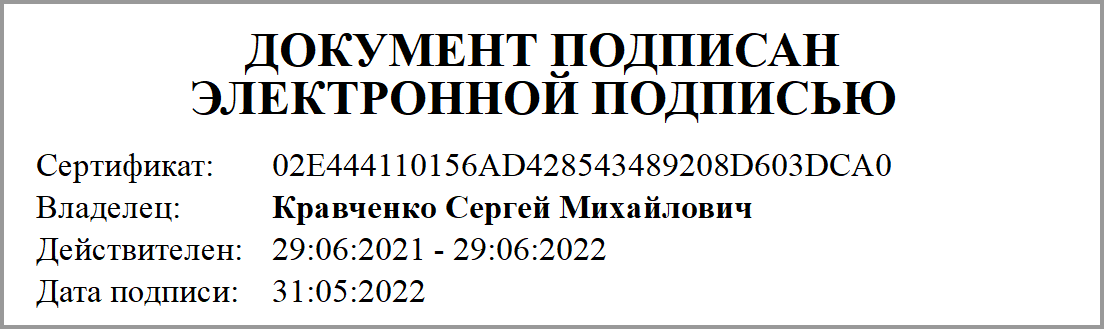 ДОКУМЕНТ ПОДПИСАН
ЭЛЕКТРОННОЙ ПОДПИСЬЮ
Сертификат: 02E444110156AD428543489208D603DCA0
Владелец: Кравченко Сергей Михайлович
Действителен: 29:06:2021 - 29:06:2022
Дата подписи: 31:05:2022